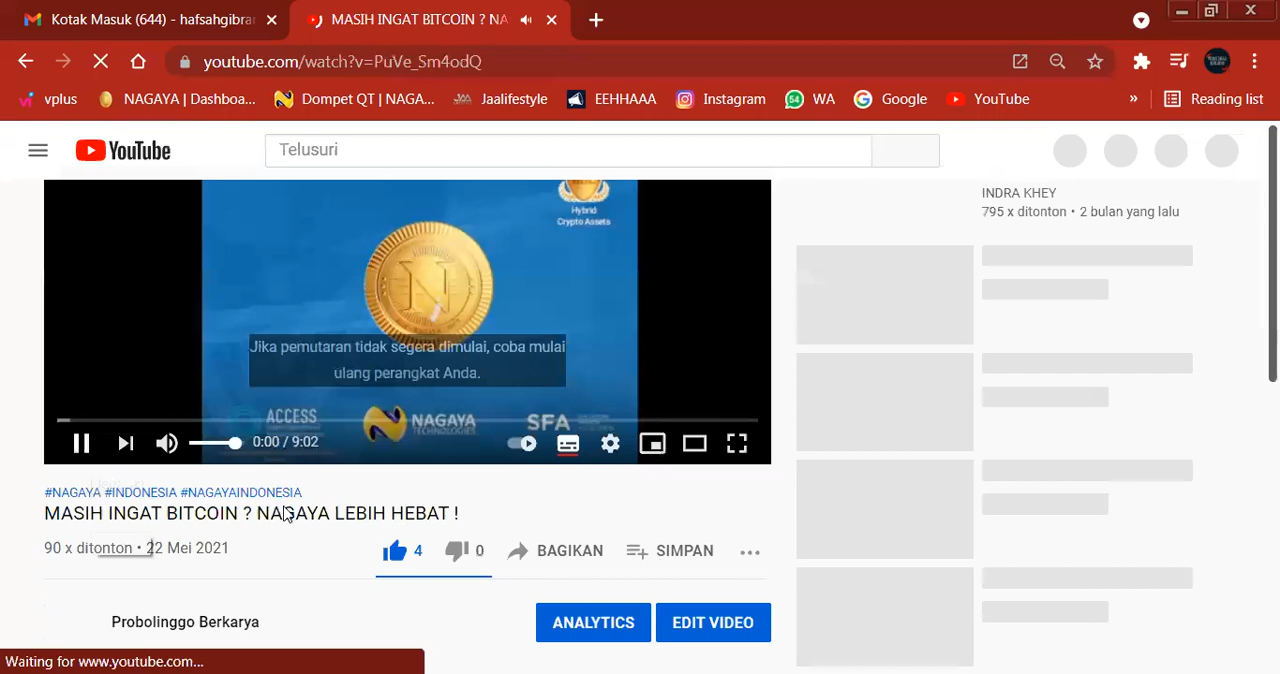 Kotak Masuk (644) - hafsahgibran
MASIH INGAT BITCOIN ? NA
youtube.com/watch?v=PuVe_Sm4odQ
vplus
NAGAYA | Dashboa...
Dompet QT | NAGA...
Jaalifestyle
EEHHAAA
Instagram
54
WA
Google
YouTube
»
Reading list
YouTube
Telusuri
INDRA KHEY
795 x ditonton • 2 bulan yang lalu
Hybrid
Crypto Assets
N
Jika pemutaran tidak segera dimulai, coba mulai
ulang perangkat Anda.
ACCESS
NAGAYA
SFA
0:00 / 9:02
#NAGAYA #INDONESIA #NAGAYAINDONESIA
MASIH INGAT BITCOIN ? NAGAYA LEBIH HEBAT !
90 x ditonton • 22 Mei 2021
4
0
BAGIKAN
SIMPAN
Probolinggo Berkarya
ANALYTICS
EDIT VIDEO
Waiting for www.youtube.com...